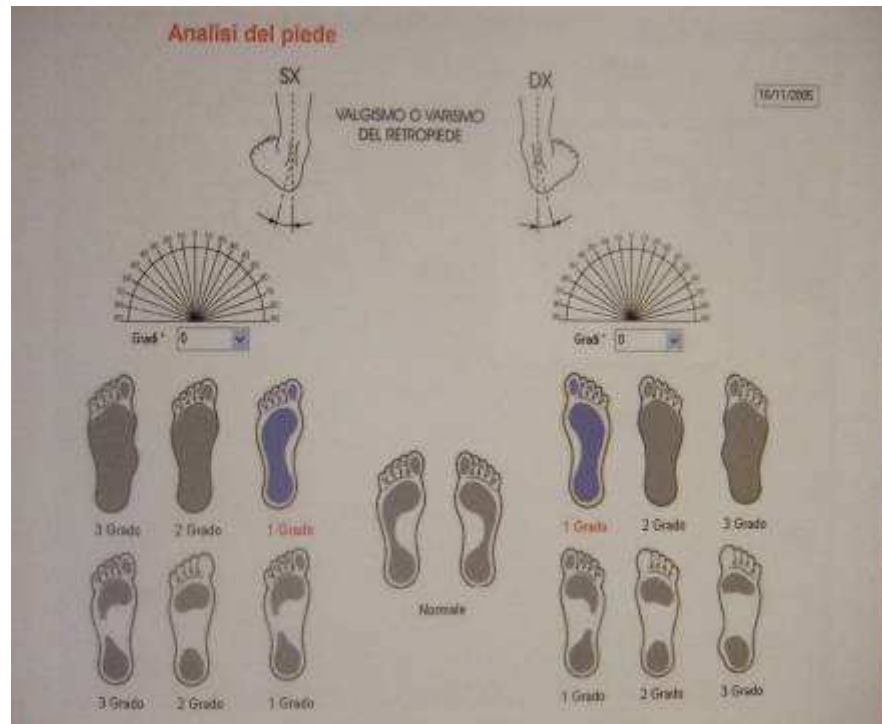 Analisi del piede
SX
DX
VALGISMO O VARISMO
DEL RETROPIEDE
16/11/2005
Gradi° 0
Gradi° 0
3 Grado
2 Grado
1 Grado
1 Grado
2 Grado
3 Grado
Normale
3 Grado
2 Grado
1 Grado
1 Grado
2 Grado
3 Grado